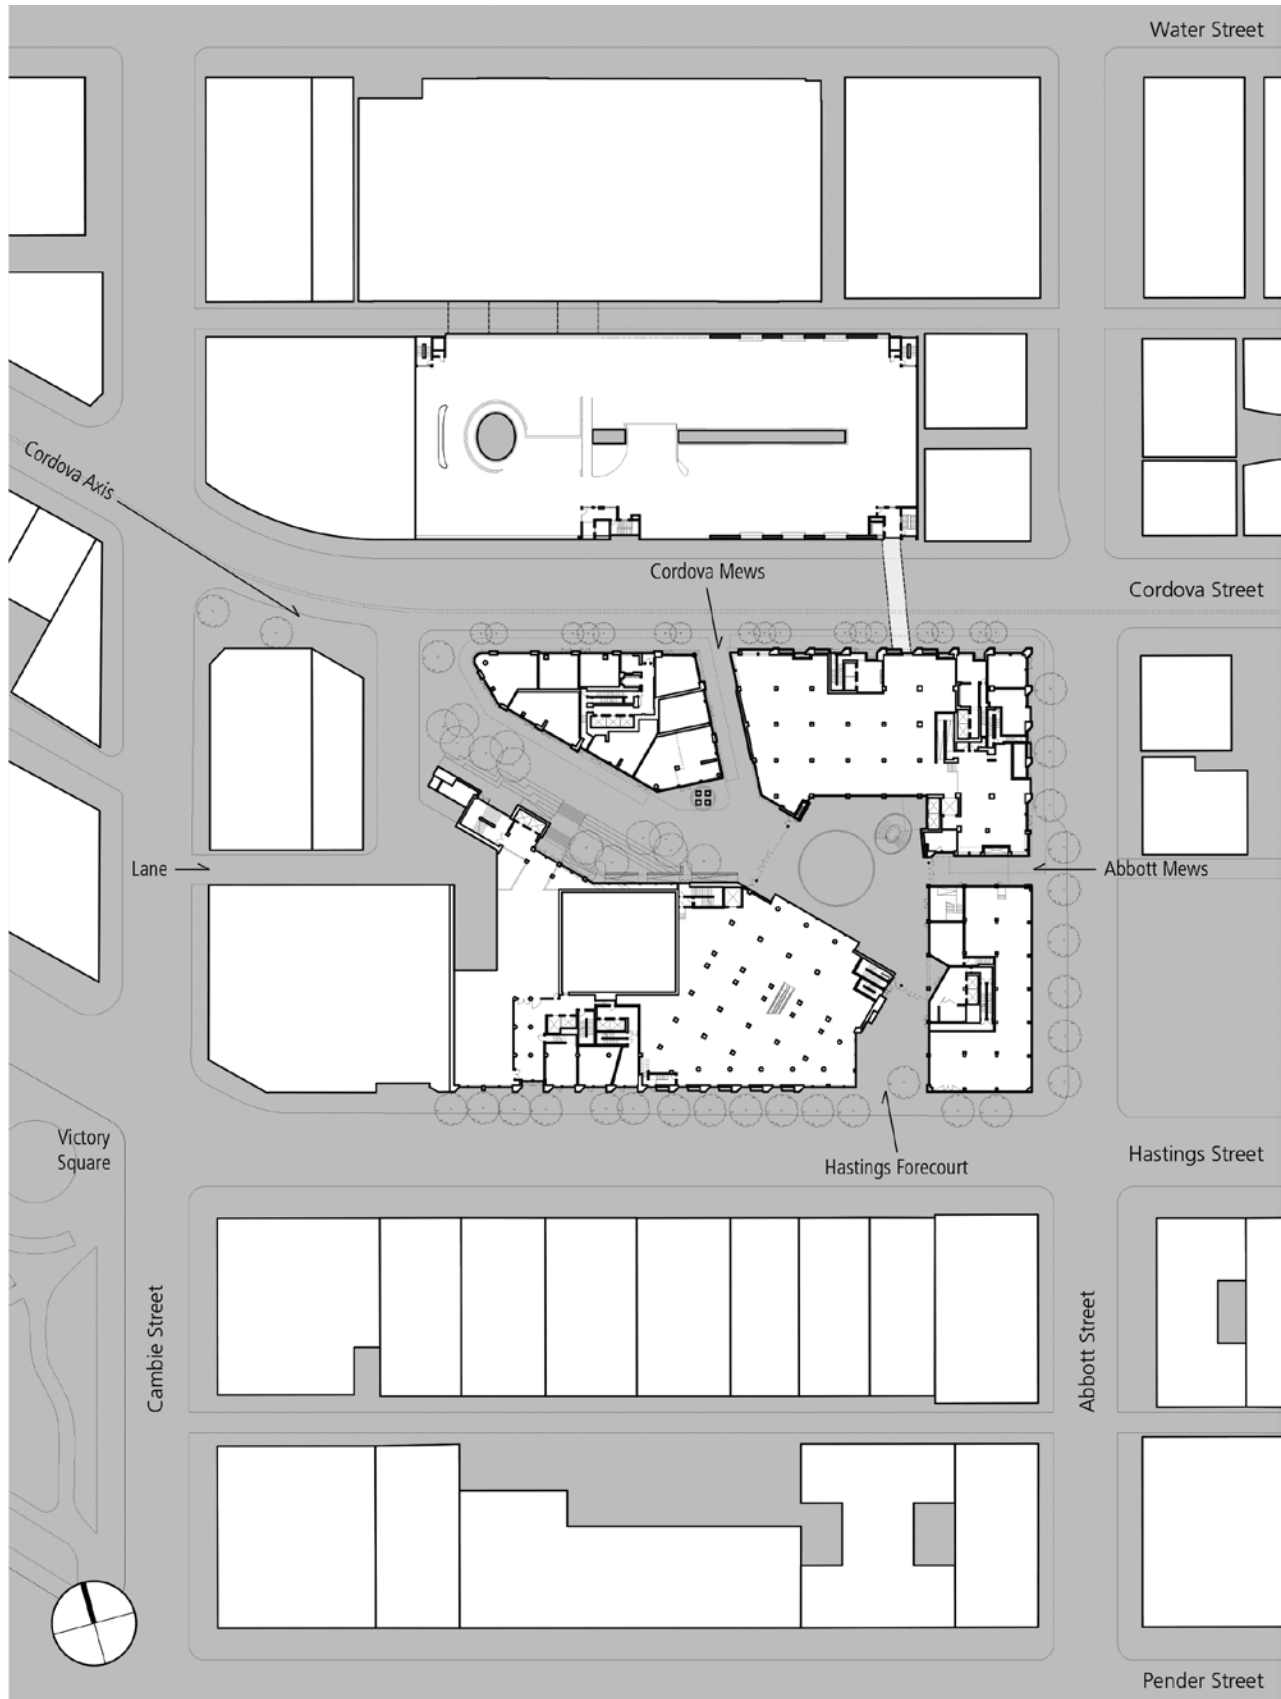 Water Street
Cordova Axis
Cordova Mews
Cordova Street
Lane
Abbott Mews
Victory
Square
Hastings Forecourt
Hastings Street
Cambie Street
Abbott Street
Pender Street